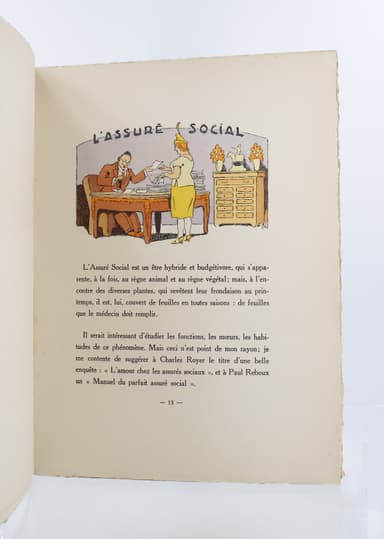 L'ASSURÉ SOCIAL
L'Assuré Social est un être hybride et budgétivore, qui s'appa-
rente, à la fois, au règne animal et au règne végétal ; mais, à l'en-
contre des diverses plantes, qui revêtent leur frondaison au prin-
temps, il est, lui, couvert de feuilles en toutes saisons : de feuilles
que le médecin doit remplir.
Il serait intéressant d'étudier les fonctions, les mœurs, les habi-
tudes de ce phénomène. Mais ceci n'est point de mon rayon ; je
me contente de suggérer à Charles Royer le titre d'une belle
enquête : « L'amour chez les assurés sociaux », et à Paul Reboux
un « Manuel du parfait assuré social ».
— 13 —